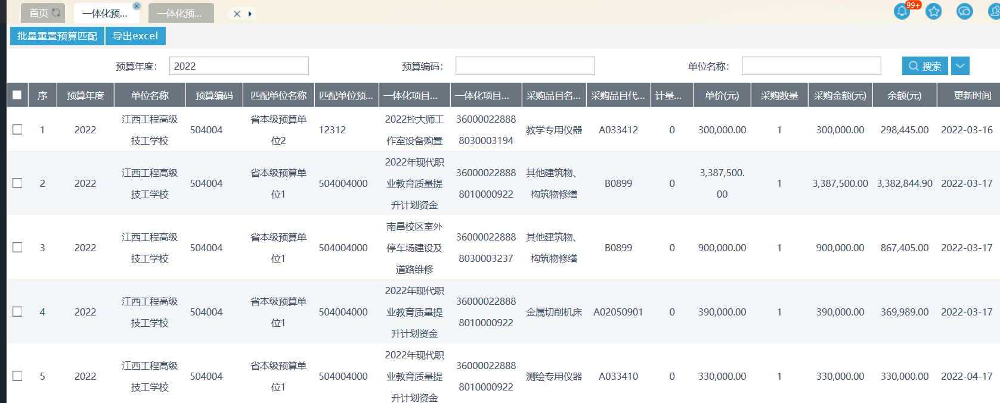 首页
一体化预...
一体化预...
99+
批量重置预算匹配
导出excel
预算年度：
2022
预算编码：
单位名称：
搜索
序 预算年度 单位名称 预算编码 匹配单位名称 匹配单位预... 一体化项目... 一体化项目... 采购品目名... 采购品目代... 计量... 单价(元) 采购数量 采购金额(元) 余额(元) 更新时间
江西工程高级 省本级预算单 2022控大师工 36000022888
1 2022 504004 12312 教学专用仪器 A033412 0 300,000.00 1 300,000.00 298,445.00 2022-03-16
技工学校 位2 作室设备购置 8030003194
2022年现代职
江西工程高级 省本级预算单 36000022888 其他建筑物、 3,387,500.
2 2022 504004 504004000 业教育质量提 B0899 0 1 3,387,500.00 3,382,844.90 2022-03-17
技工学校 位1 8010000922 构筑物修缮 00
升计划资金
南昌校区室外
江西工程高级 省本级预算单 36000022888 其他建筑物、
3 2022 504004 504004000 停车场建设及 B0899 0 900,000.00 1 900,000.00 867,405.00 2022-03-17
技工学校 位1 8030003237 构筑物修缮
道路维修
2022年现代职
江西工程高级 省本级预算单 36000022888
4 2022 504004 504004000 业教育质量提 金属切削机床 A02050901 0 390,000.00 1 390,000.00 369,989.00 2022-03-17
技工学校 位1 8010000922
升计划资金
2022年现代职
江西工程高级 省本级预算单 36000022888
5 2022 504004 504004000 业教育质量提 测绘专用仪器 A033410 0 330,000.00 1 330,000.00 330,000.00 2022-04-17
技工学校 位1 8010000922
升计划资金